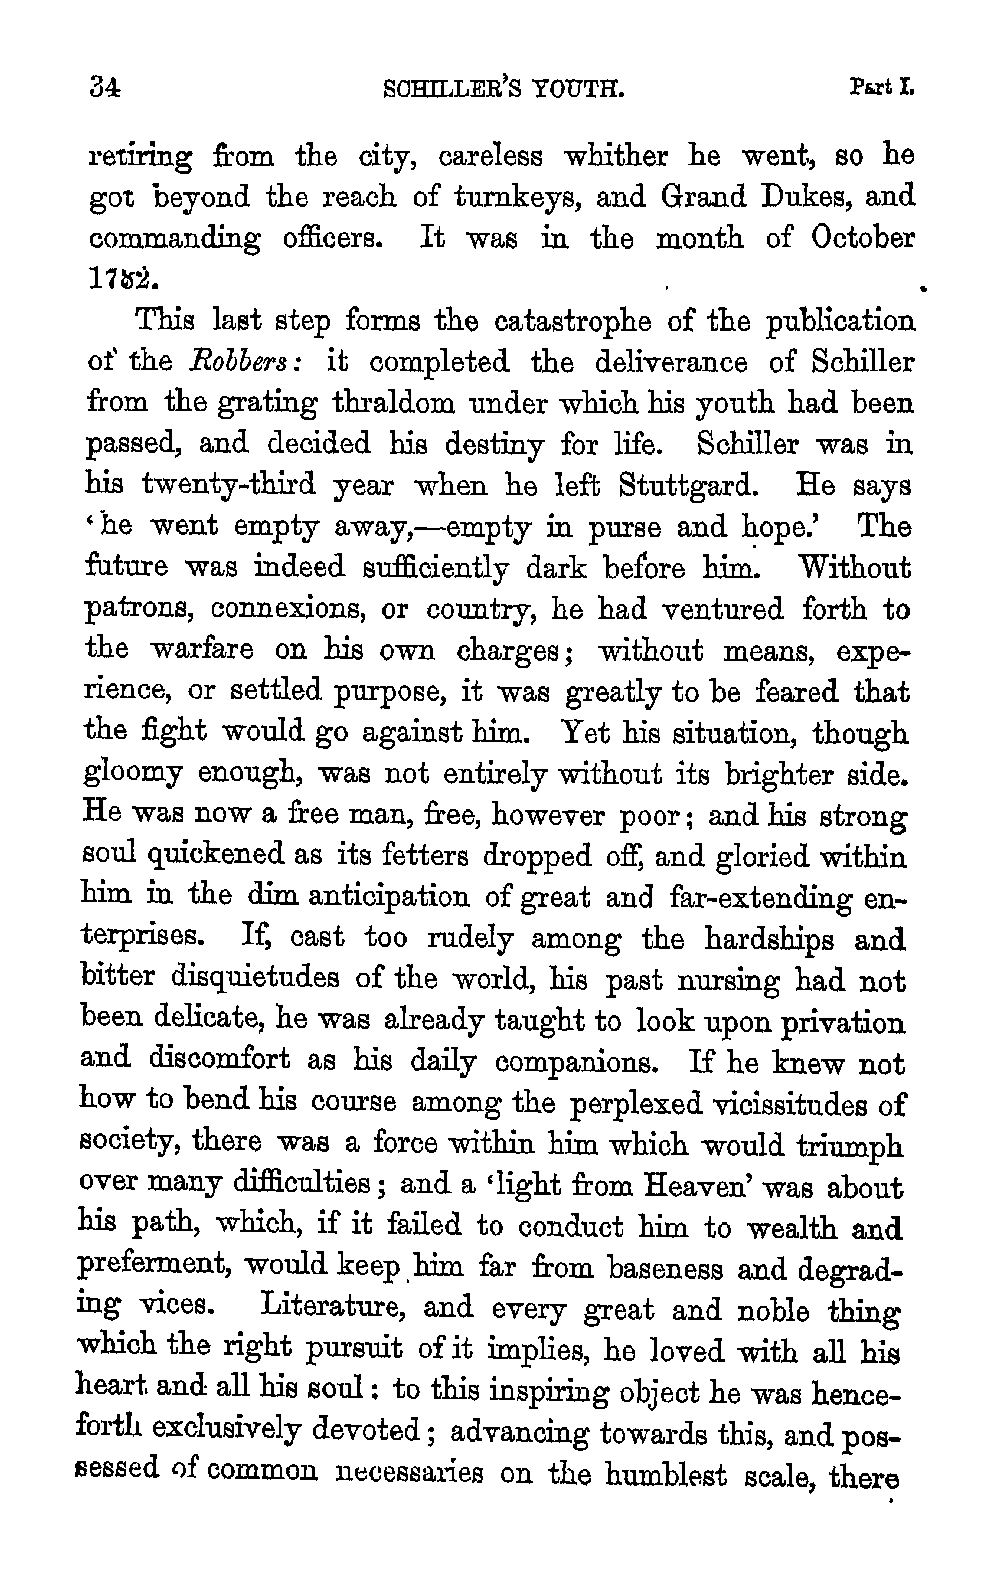 34 SCHILLER'S YOUTH. Part I.
retiring from the city, careless whither he went, so he
got beyond the reach of turnkeys, and Grand Dukes, and
commanding officers. It was in the month of October
1782.
This last step forms the catastrophe of the publication
of the Robbers: it completed the deliverance of Schiller
from the grating thraldom under which his youth had been
passed, and decided his destiny for life. Schiller was in
his twenty-third year when he left Stuttgard. He says
‘he went empty away,—empty in purse and hope.’ The
future was indeed sufficiently dark before him. Without
patrons, connexions, or country, he had ventured forth to
the warfare on his own charges; without means, expe-
rience, or settled purpose, it was greatly to be feared that
the fight would go against him. Yet his situation, though
gloomy enough, was not entirely without its brighter side.
He was now a free man, free, however poor; and his strong
soul quickened as its fetters dropped off, and gloried within
him in the dim anticipation of great and far-extending en-
terprises. If, cast too rudely among the hardships and
bitter disquietudes of the world, his past nursing had not
been delicate, he was already taught to look upon privation
and discomfort as his daily companions. If he knew not
how to bend his course among the perplexed vicissitudes of
society, there was a force within him which would triumph
over many difficulties; and a ‘light from Heaven’ was about
his path, which, if it failed to conduct him to wealth and
preferment, would keep him far from baseness and degrad-
ing vices. Literature, and every great and noble thing
which the right pursuit of it implies, he loved with all his
heart and all his soul: to this inspiring object he was hence-
forth exclusively devoted; advancing towards this, and pos-
sessed of common necessaries on the humblest scale, there